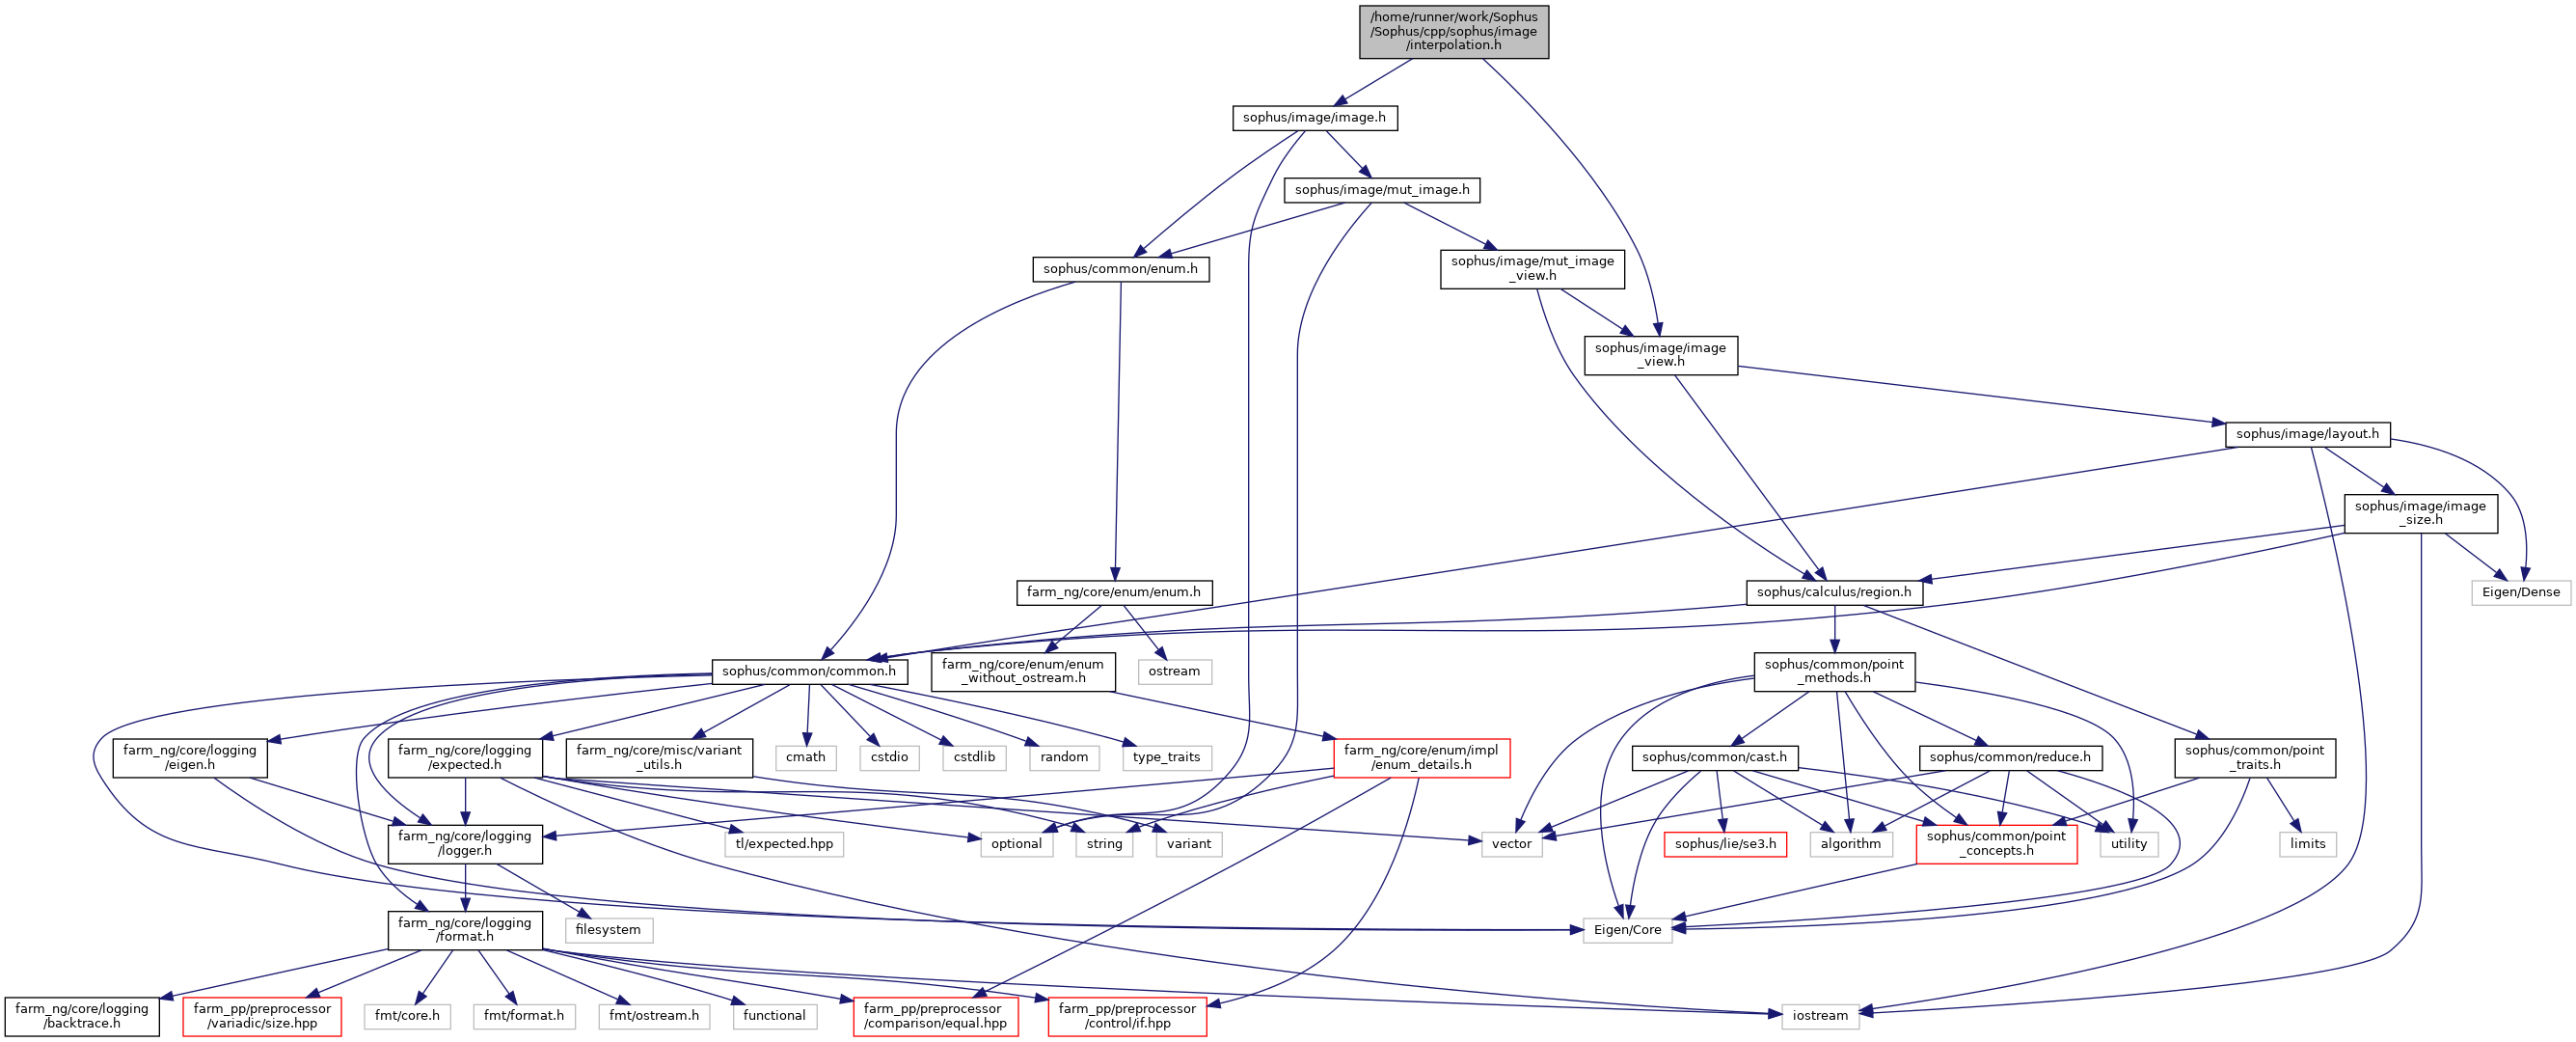 /home/runner/work/Sophus
/Sophus/cpp/sophus/image
/interpolation.h
sophus/image/image.h
sophus/image/mut_image.h
sophus/common/enum.h
sophus/image/mut_image
_view.h
sophus/image/image
_view.h
sophus/image/layout.h
sophus/image/image
_size.h
farm_ng/core/enum/enum.h
sophus/calculus/region.h
Eigen/Dense
sophus/common/common.h
farm_ng/core/enum/enum
_without_ostream.h
ostream
sophus/common/point
_methods.h
farm_ng/core/logging
/eigen.h
farm_ng/core/logging
/expected.h
farm_ng/core/misc/variant
_utils.h
cmath
cstdio
cstdlib
random
type_traits
farm_ng/core/enum/impl
/enum_details.h
sophus/common/cast.h
sophus/common/reduce.h
sophus/common/point
_traits.h
farm_ng/core/logging
/logger.h
tl/expected.hpp
optional
string
variant
vector
sophus/lie/se3.h
algorithm
sophus/common/point
_concepts.h
utility
limits
farm_ng/core/logging
/format.h
filesystem
Eigen/Core
farm_ng/core/logging
/backtrace.h
farm_pp/preprocessor
/variadic/size.hpp
fmt/core.h
fmt/format.h
fmt/ostream.h
functional
farm_pp/preprocessor
/comparison/equal.hpp
farm_pp/preprocessor
/control/if.hpp
iostream